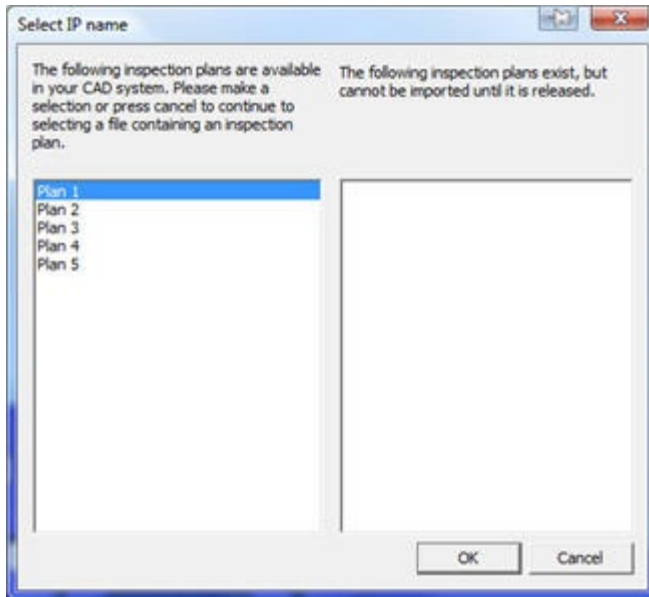 Select IP name
The following inspection plans are available
in your CAD system. Please make a
selection or press cancel to continue to
selecting a file containing an inspection
plan.
The following inspection plans exist, but
cannot be imported until it is released.
Plan 1
Plan 2
Plan 3
Plan 4
Plan 5
OK
Cancel